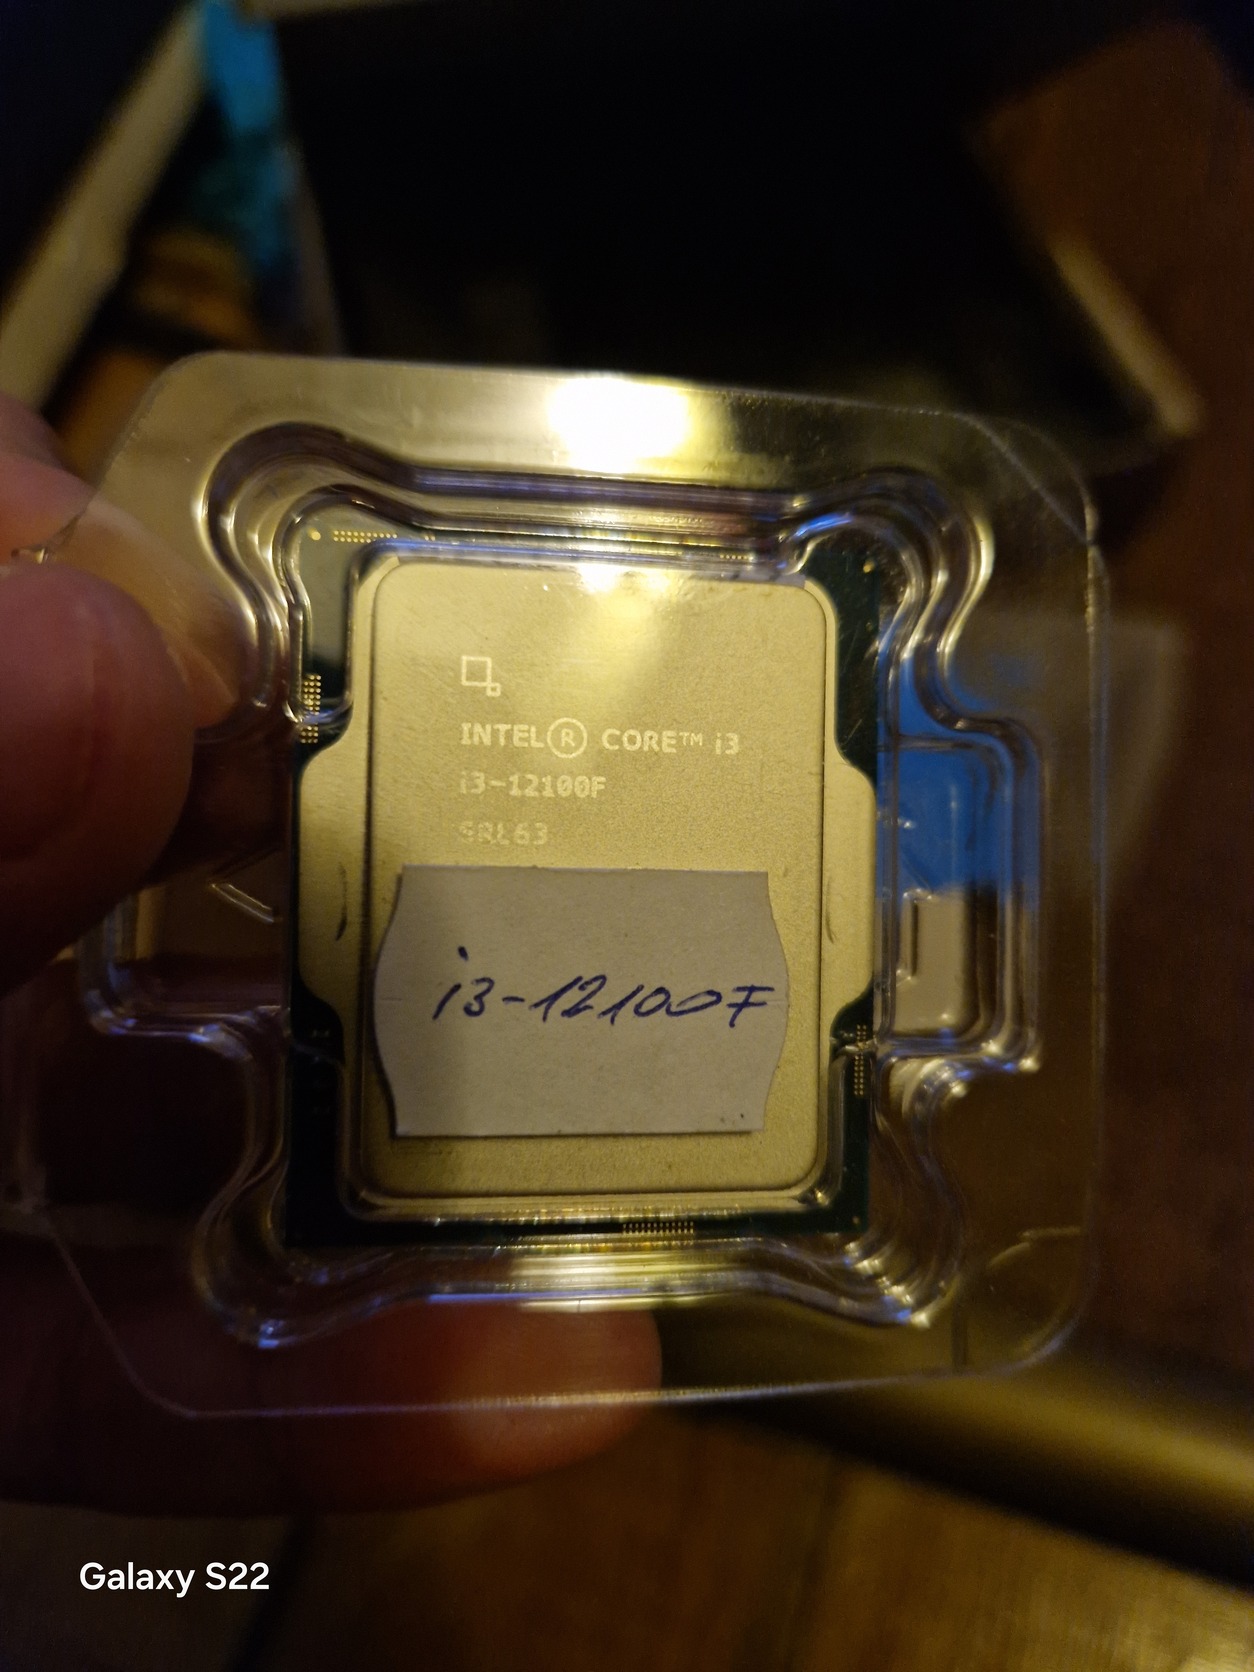 INTEL® CORE™ i3
i3-12100F
SRL63
i3-12100F
Galaxy S22